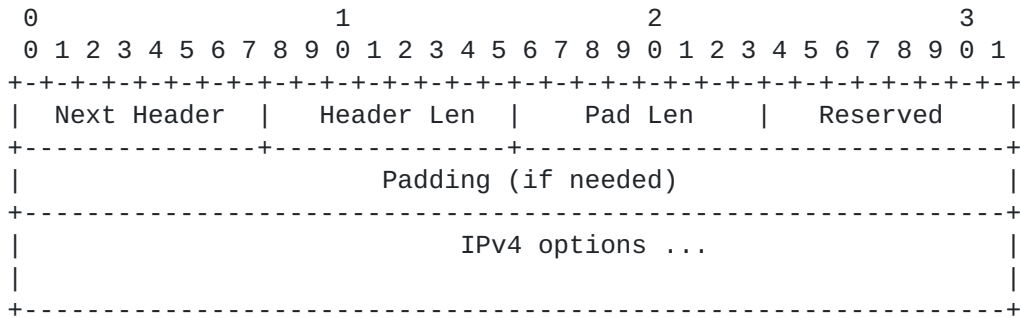 0                   1                   2                   3
 0 1 2 3 4 5 6 7 8 9 0 1 2 3 4 5 6 7 8 9 0 1 2 3 4 5 6 7 8 9 0 1
+-+-+-+-+-+-+-+-+-+-+-+-+-+-+-+-+-+-+-+-+-+-+-+-+-+-+-+-+-+-+-+-+
|  Next Header  |   Header Len  |    Pad Len    |   Reserved    |
+---------------+---------------+-------------------------------+
|                       Padding (if needed)                     |
+---------------------------------------------------------------+
|                            IPv4 options ...                   |
|                                                               |
+---------------------------------------------------------------+